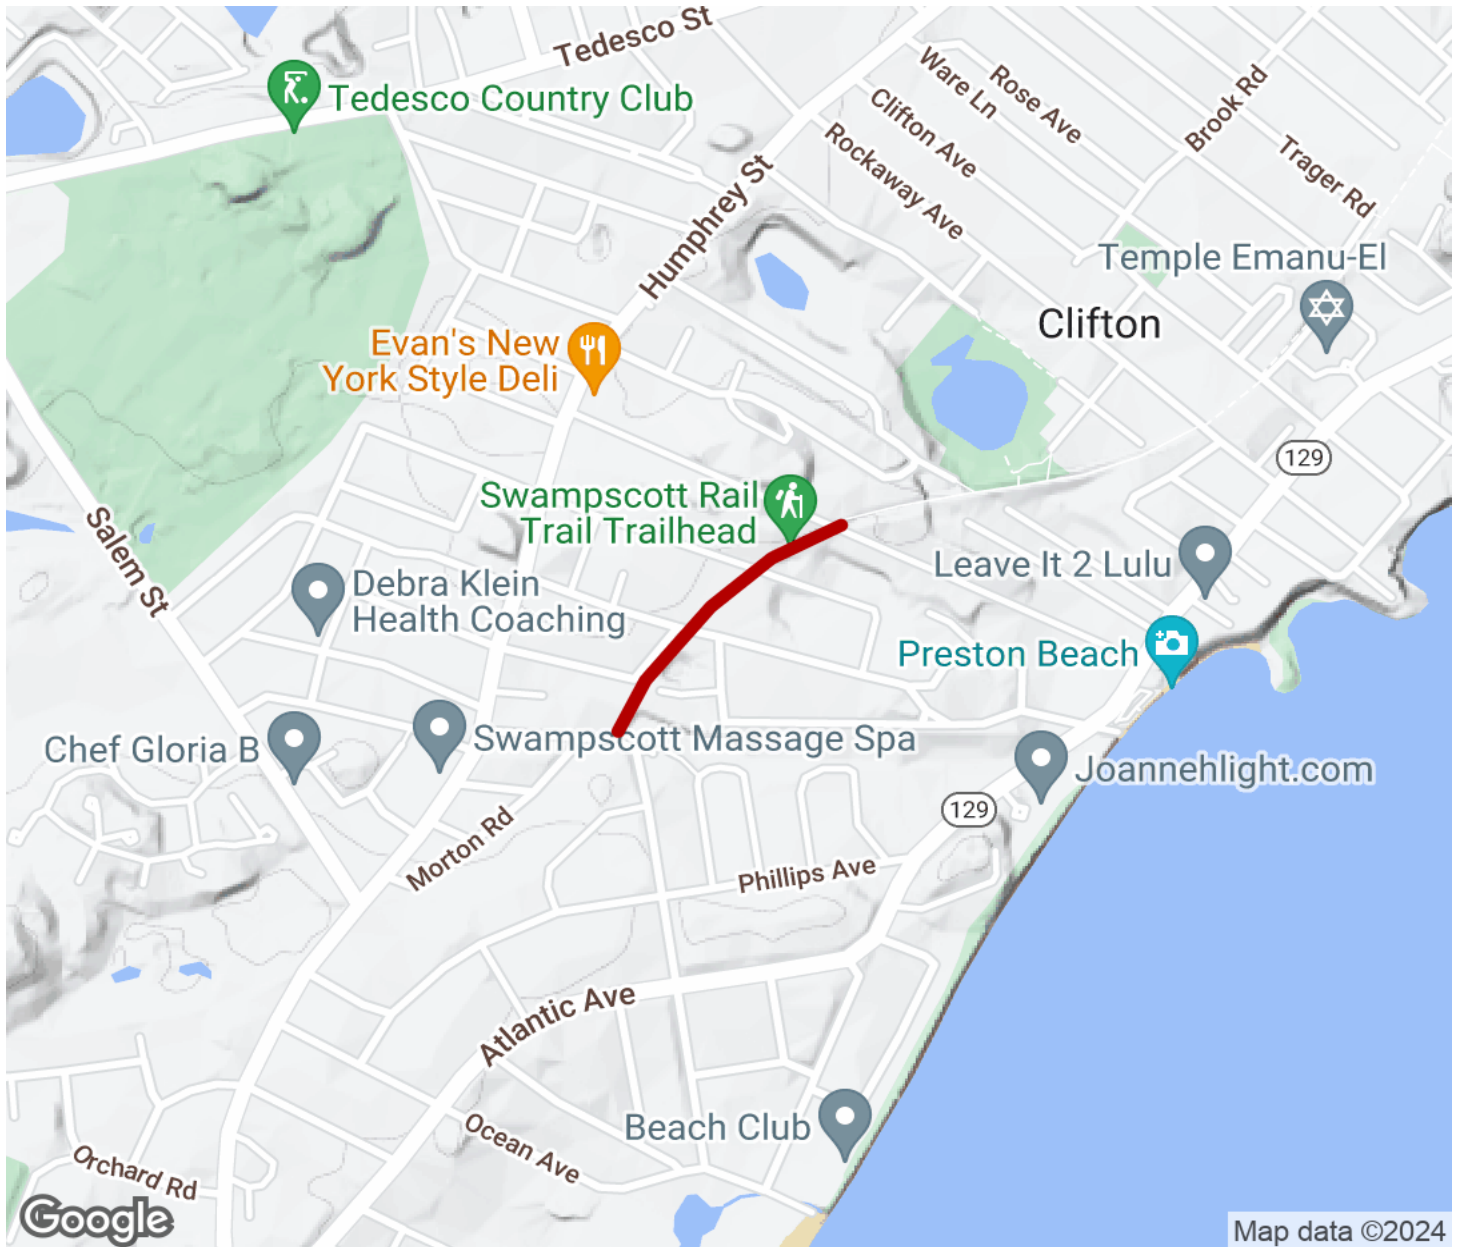 Tedesco St
Ware Ln
Rose Ave
Brook Rd
Tedesco Country Club
Clifton Ave
Trager Rd
Rockaway Ave
Humphrey St
Temple Emanu-El
Clifton
Evan's New
York Style Deli
129
Swampscott Rail
Trail Trailhead
Salem St
Leave It 2 Lulu
Debra Klein
Health Coaching
Preston Beach
Chef Gloria B
Swampscott Massage Spa
Joannehlight.com
129
Morton Rd
Phillips Ave
Atlantic Ave
Beach Club
Ocean Ave
Orchard Rd
Google
Map data ©2024